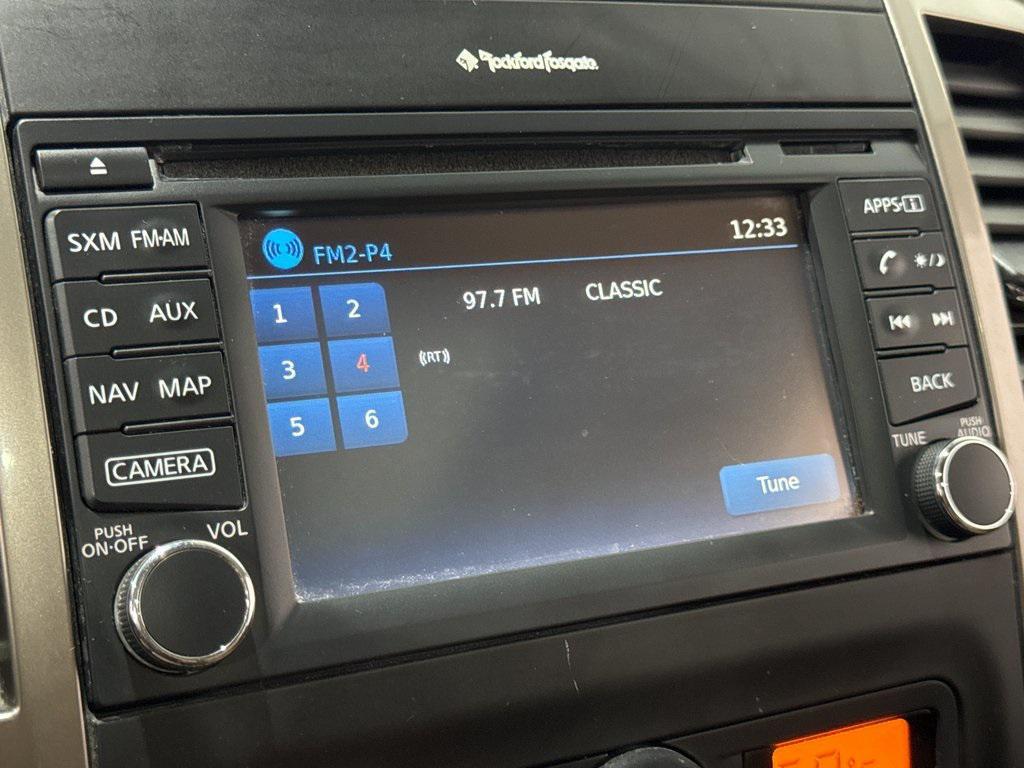 Rockford Fosgate
SXM FM·AM
CD AUX
NAV MAP
CAMERA
PUSH
ON·OFF
VOL
FM2-P4
12:33
1 2
3 4
5 6
97.7 FM CLASSIC
((RT))
Tune
APPS·i
BACK
TUNE
PUSH
AUDIO